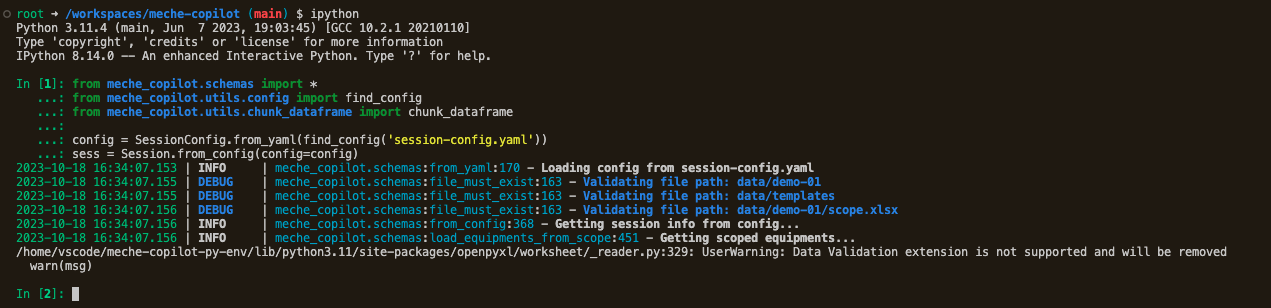 root → /workspaces/meche-copilot (main) $ ipython
Python 3.11.4 (main, Jun  7 2023, 19:03:45) [GCC 10.2.1 20210110]
Type 'copyright', 'credits' or 'license' for more information
IPython 8.14.0 -- An enhanced Interactive Python. Type '?' for help.
In [1]: from meche_copilot.schemas import *
   ...: from meche_copilot.utils.config import find_config
   ...: from meche_copilot.utils.chunk_dataframe import chunk_dataframe
   ...:
   ...: config = SessionConfig.from_yaml(find_config('session-config.yaml'))
   ...: sess = Session.from_config(config=config)
2023-10-18 16:34:07.153 | INFO     | meche_copilot.schemas:from_yaml:170 - Loading config from session-config.yaml
2023-10-18 16:34:07.155 | DEBUG    | meche_copilot.schemas:file_must_exist:163 - Validating file path: data/demo-01
2023-10-18 16:34:07.155 | DEBUG    | meche_copilot.schemas:file_must_exist:163 - Validating file path: data/templates
2023-10-18 16:34:07.156 | DEBUG    | meche_copilot.schemas:file_must_exist:163 - Validating file path: data/demo-01/scope.xlsx
2023-10-18 16:34:07.156 | INFO     | meche_copilot.schemas:from_config:368 - Getting session info from config...
2023-10-18 16:34:07.156 | INFO     | meche_copilot.schemas:load_equipments_from_scope:451 - Getting scoped equipments...
/home/vscode/meche-copilot-py-env/lib/python3.11/site-packages/openpyxl/worksheet/_reader.py:329: UserWarning: Data Validation extension is not supported and will be removed
  warn(msg)
In [2]: